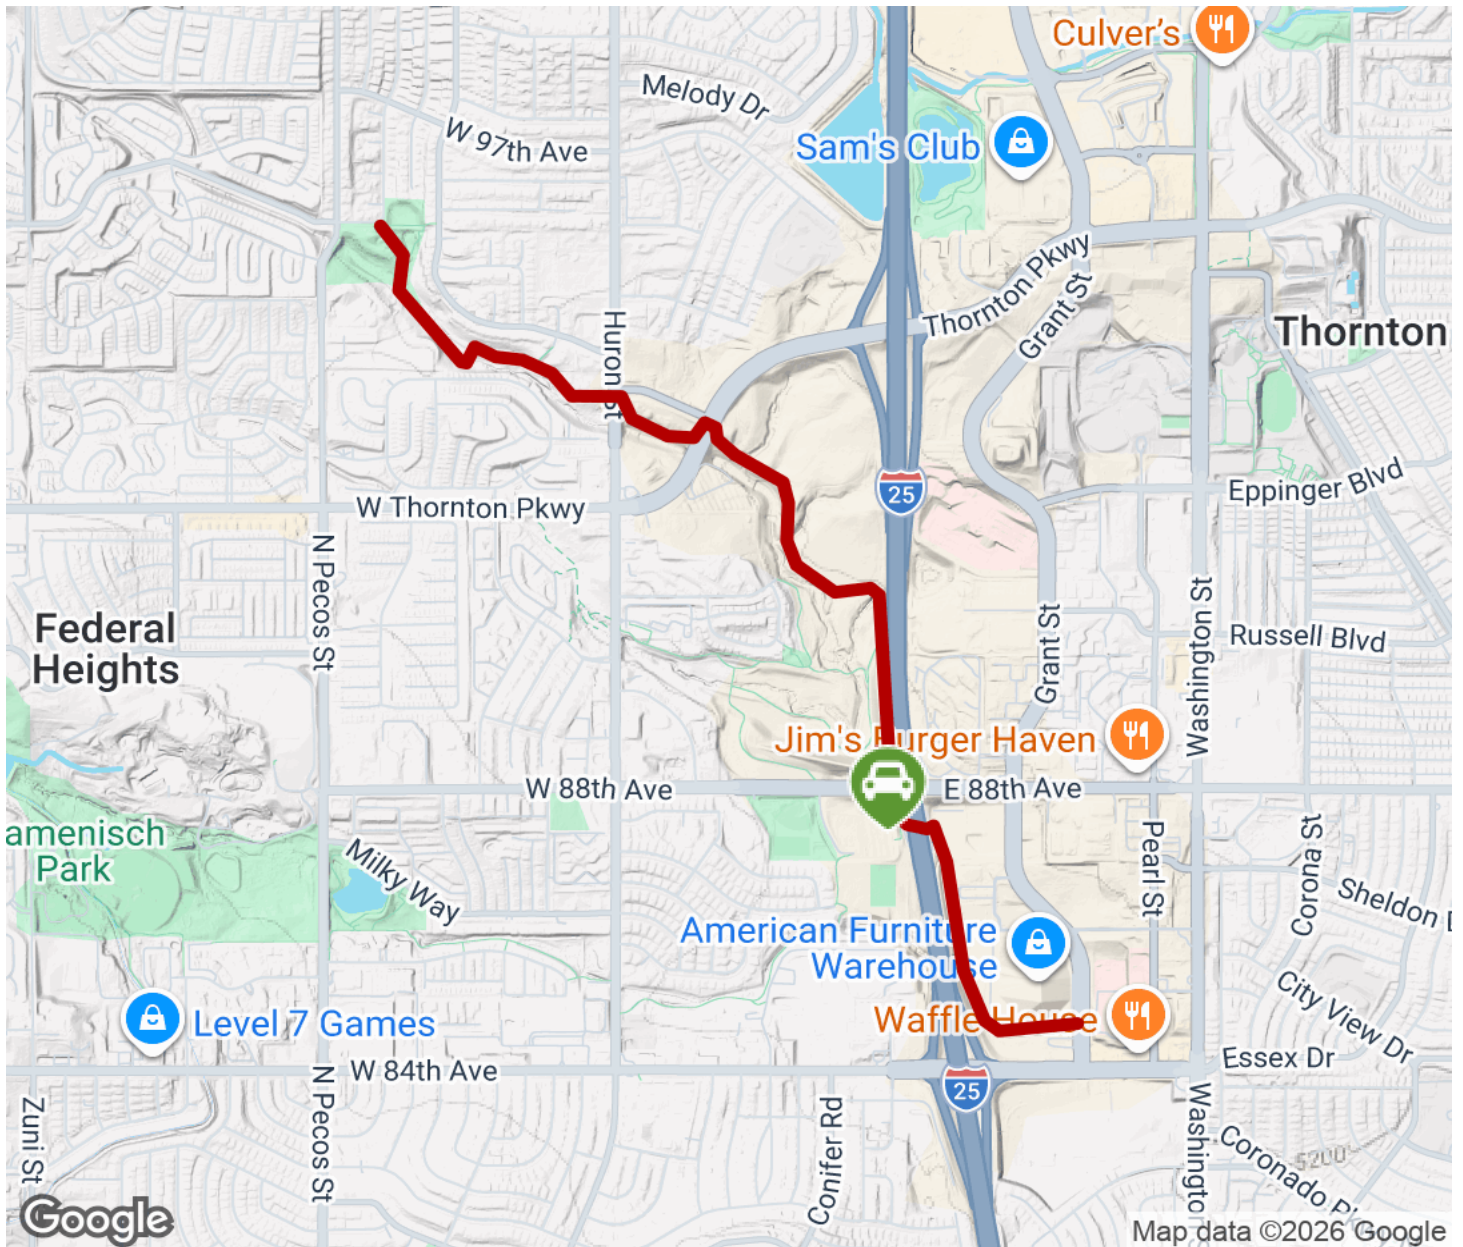 Culver's
Melody Dr
W 97th Ave
Sam's Club
Thornton Pkwy
Grant St
Huron St
Thornton
25
Eppinger Blvd
W Thornton Pkwy
N Pecos St
Federal
Heights
Grant St
Washington St
Russell Blvd
Jim's Burger Haven
W 88th Ave
E 88th Ave
amenisch
Park
Milky Way
Pearl St
Corona St
Sheldon D
American Furniture
Warehouse
City View Dr
Level 7 Games
Waffle House
W 84th Ave
Essex Dr
25
Zuni St
N Pecos St
Conifer Rd
Washington
Coronado P
5200
Google
Map data ©2026 Google